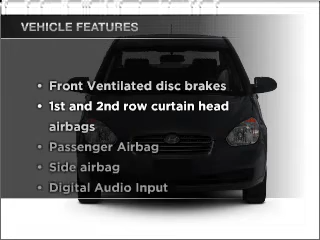 VEHICLE FEATURES
• Front Ventilated disc brakes
• 1st and 2nd row curtain head
airbags
• Passenger Airbag
• Side airbag
• Digital Audio Input